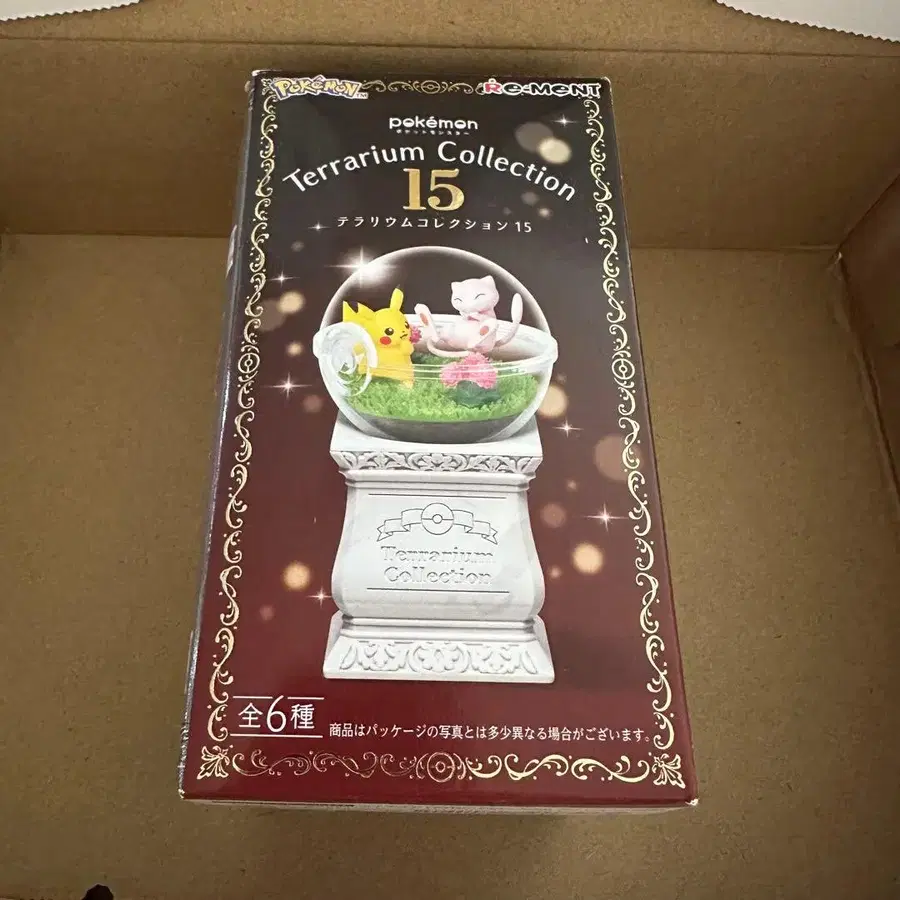 POKÉMON™
Re-MeNT
pokémon
ポケットモンスター
Terrarium Collection
15
テラリウムコレクション 15
Terrarium
Collection
全6種
商品はパッケージの写真とは多少異なる場合がございます。